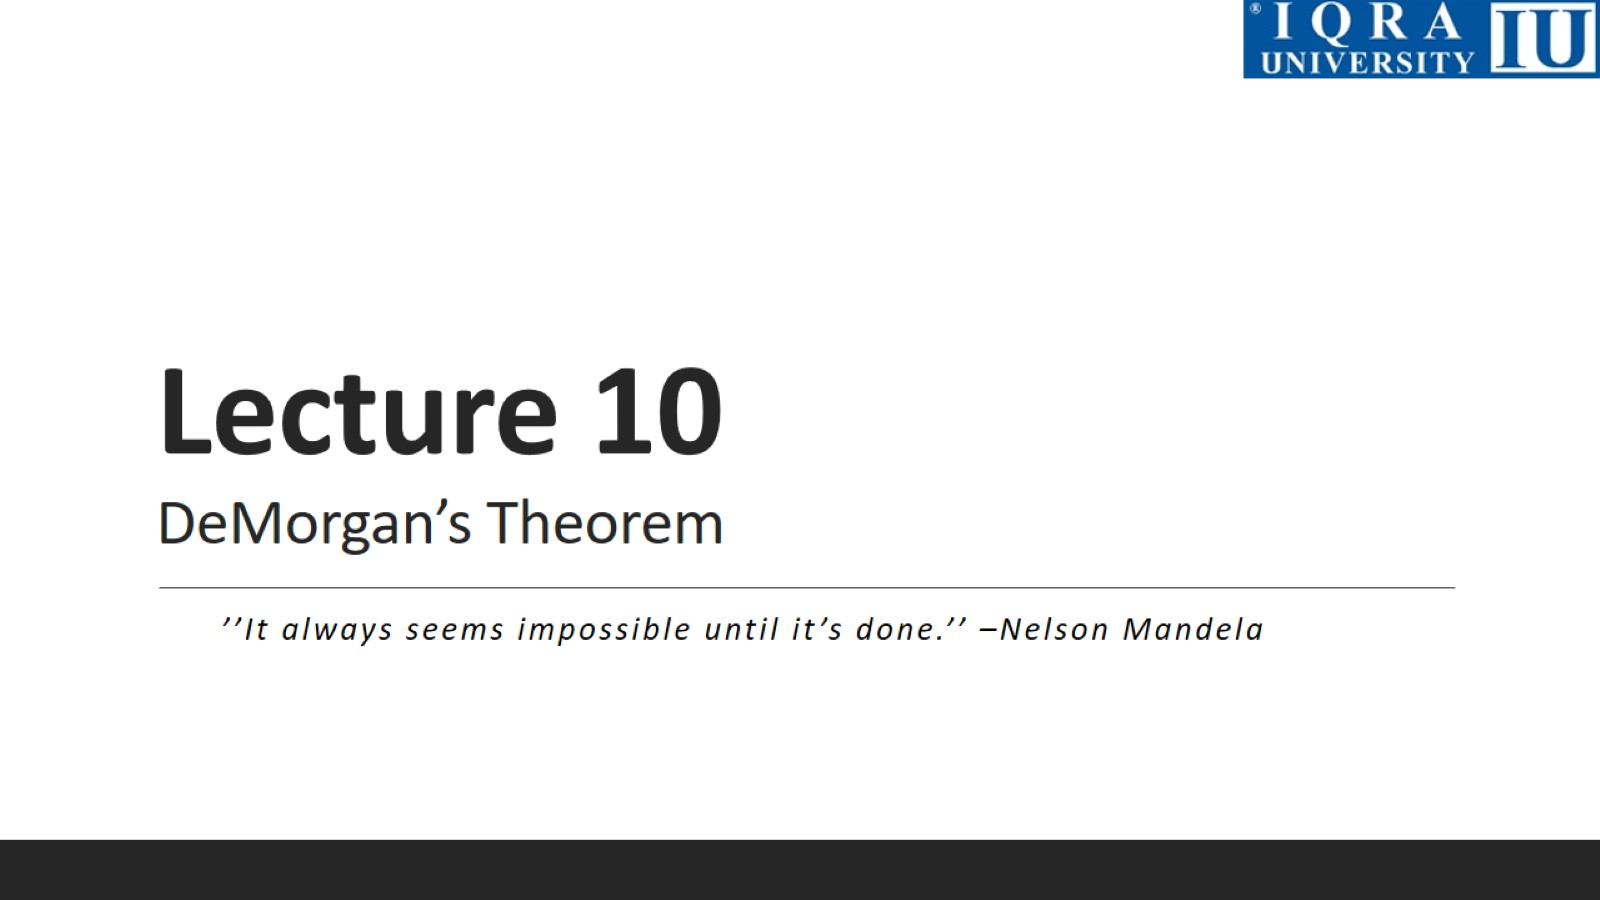 ® IQRA
UNIVERSITY IU
Lecture 10
DeMorgan’s Theorem
’’It always seems impossible until it’s done.’’ –Nelson Mandela